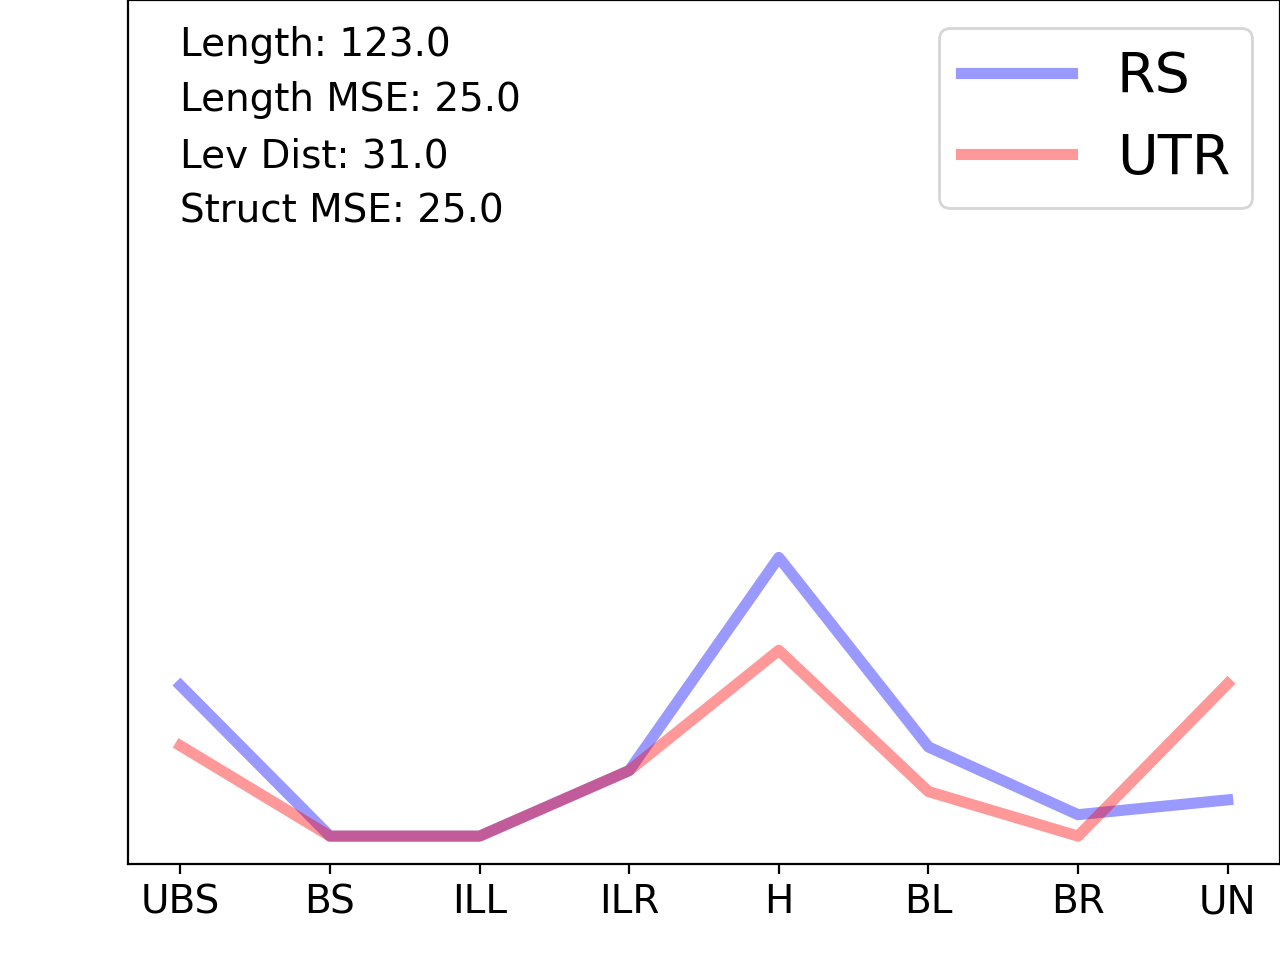 Length: 123.0
Length MSE: 25.0
Lev Dist: 31.0
Struct MSE: 25.0
RS
UTR
UBS BS ILL ILR H BL BR UN